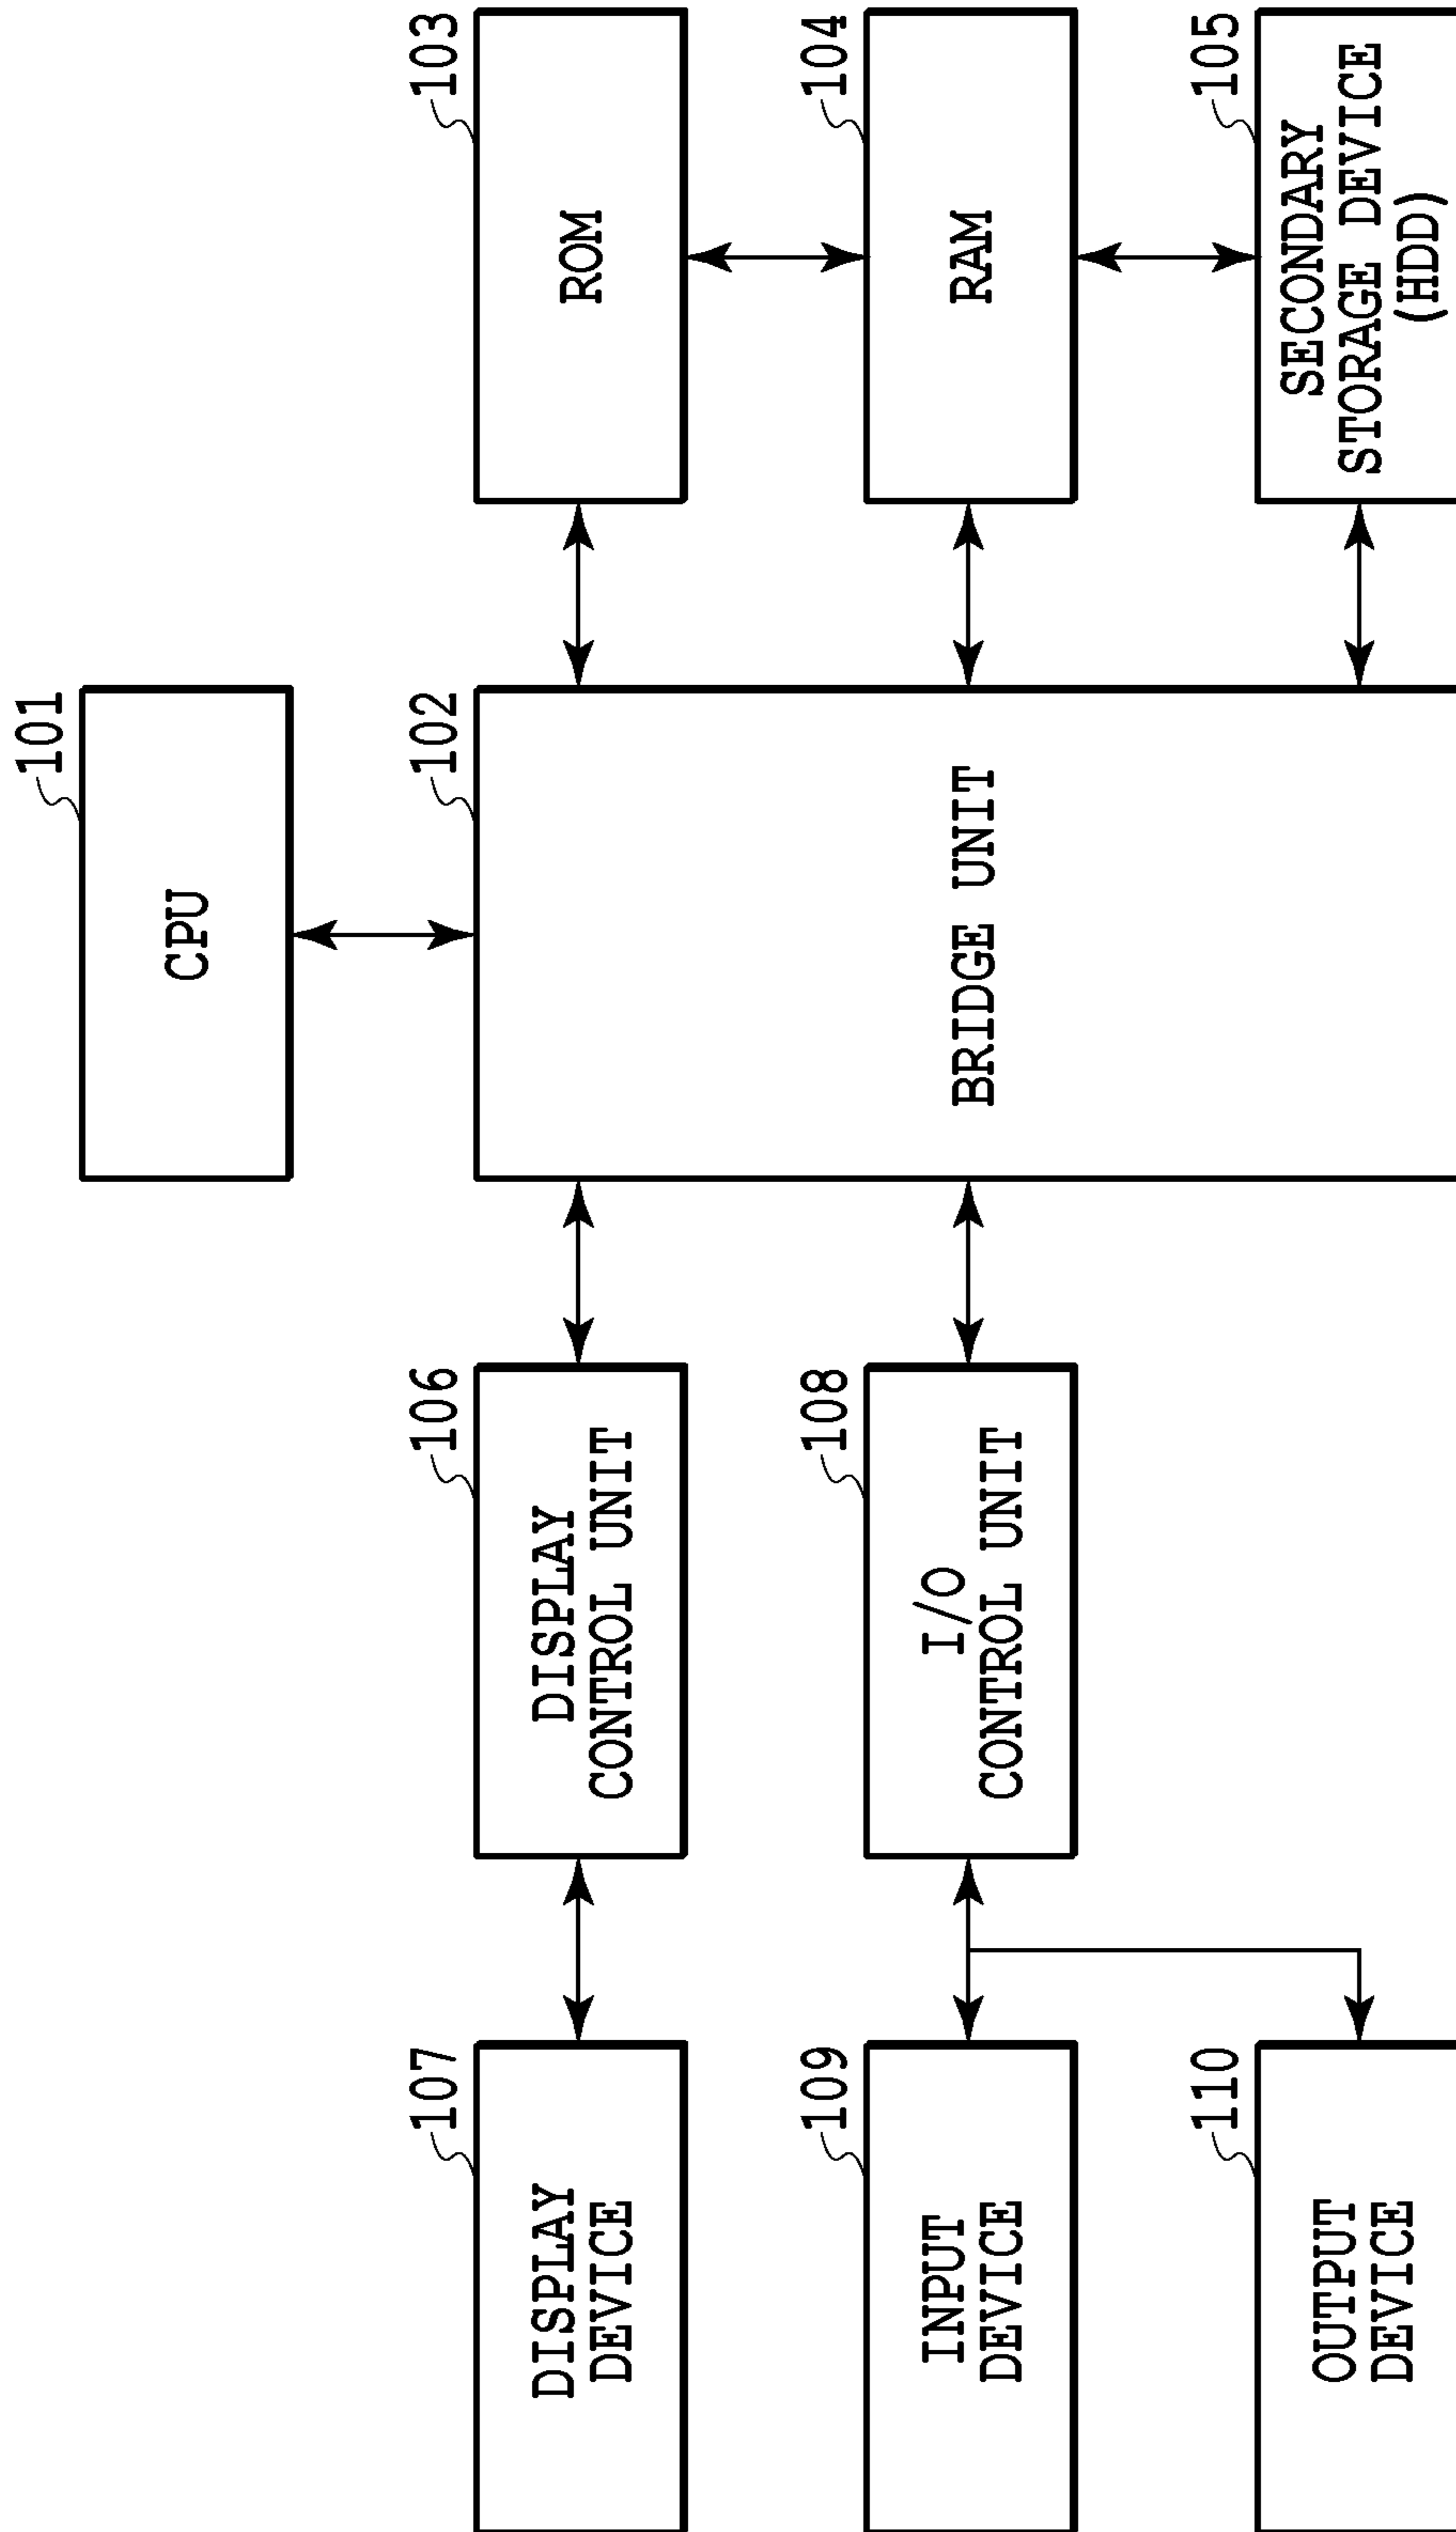 101
CPU
107
DISPLAY
DEVICE
106
DISPLAY
CONTROL UNIT
102
BRIDGE UNIT
103
ROM
109
INPUT
DEVICE
108
I/O
CONTROL UNIT
104
RAM
110
OUTPUT
DEVICE
105
SECONDARY
STORAGE DEVICE
(HDD)